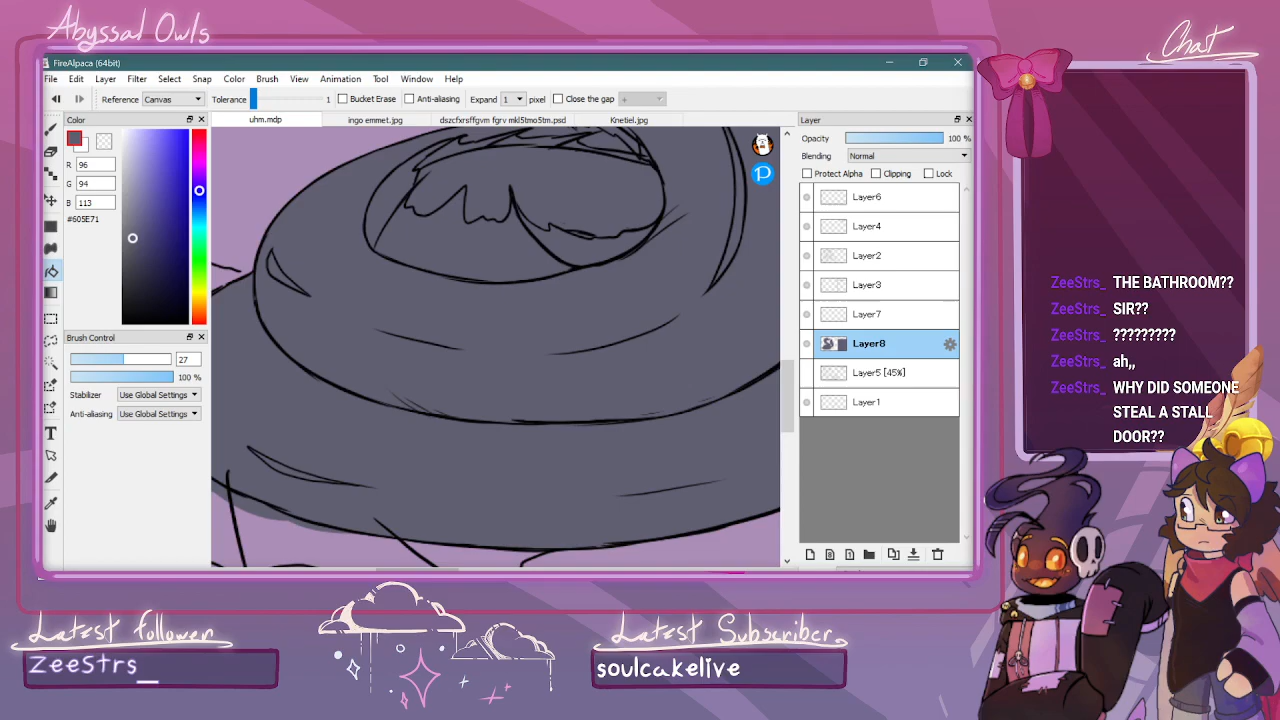 Abyssal Owls
Chat
FireAlpaca (64bit)
File Edit Layer Filter Select Snap Color Brush View Animation Tool Window Help
Reference Canvas Tolerance 1 Bucket Erase Anti-aliasing Expand 1 pixel Close the gap +
Color
uhm.mdp ingo emmet.jpg dszcfxrsffgvm fgrv mkl5tmo5tm.psd Knetiel.jpg
R 96
G 94
B 113
#605E71
Brush Control
27
100 %
Stabilizer Use Global Settings
Anti-aliasing Use Global Settings
Layer
Opacity 100 %
Blending Normal
Protect Alpha Clipping Lock
Layer6
Layer4
Layer2
Layer3
Layer7
Layer8
Layer5 [45%]
Layer1
ZeeStrs_ THE BATHROOM??
ZeeStrs_ SIR??
ZeeStrs_ ?????????
ZeeStrs_ ah,,
ZeeStrs_ WHY DID SOMEONE
STEAL A STALL
DOOR??
Latest follower
ZeeStrs_
Latest Subscriber
soulcakelive